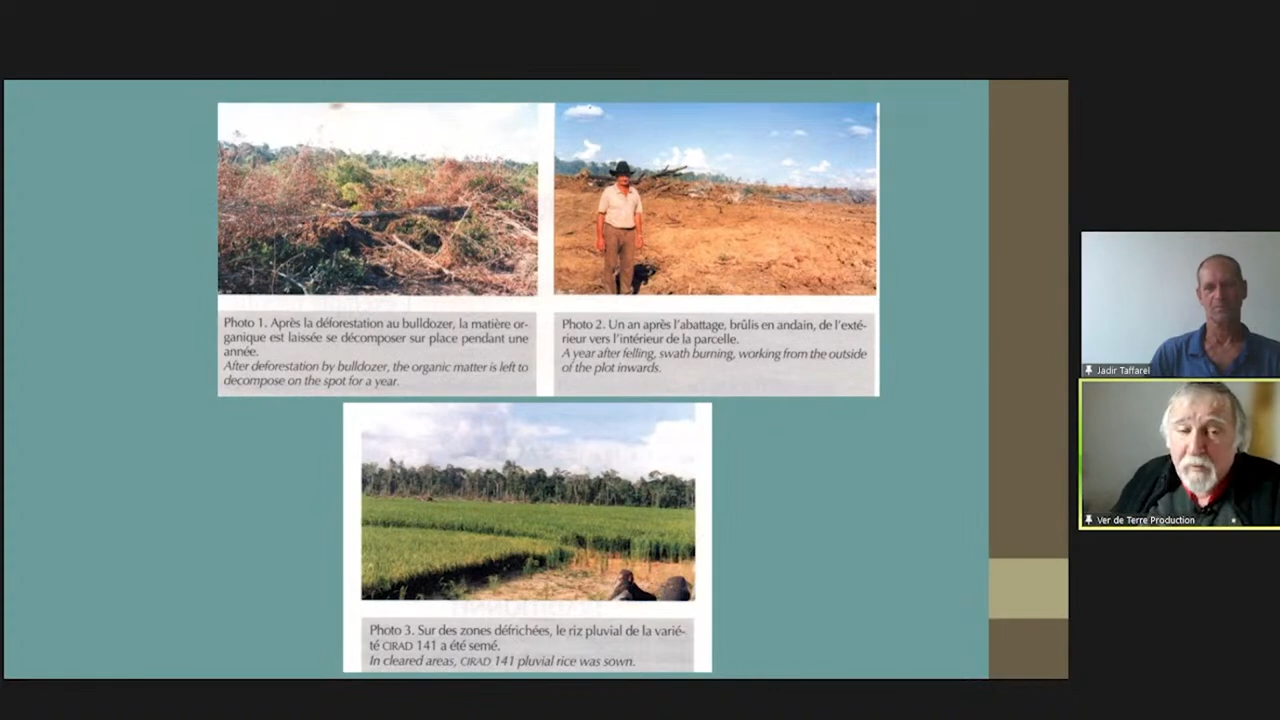 Photo 1. Après la déforestation au bulldozer, la matière or-
ganique est laissée se décomposer sur place pendant une
année.
After deforestation by bulldozer, the organic matter is left to
decompose on the spot for a year.
Photo 2. Un an après l'abattage, brûlis en andain, de l'exté-
rieur vers l'intérieur de la parcelle.
A year after felling, swath burning, working from the outside
of the plot inwards.
Photo 3. Sur des zones défrichées, le riz pluvial de la varié-
té CIRAD 141 a été semé.
In cleared areas, CIRAD 141 pluvial rice was sown.
Jadir Taffarel
Ver de Terre Production